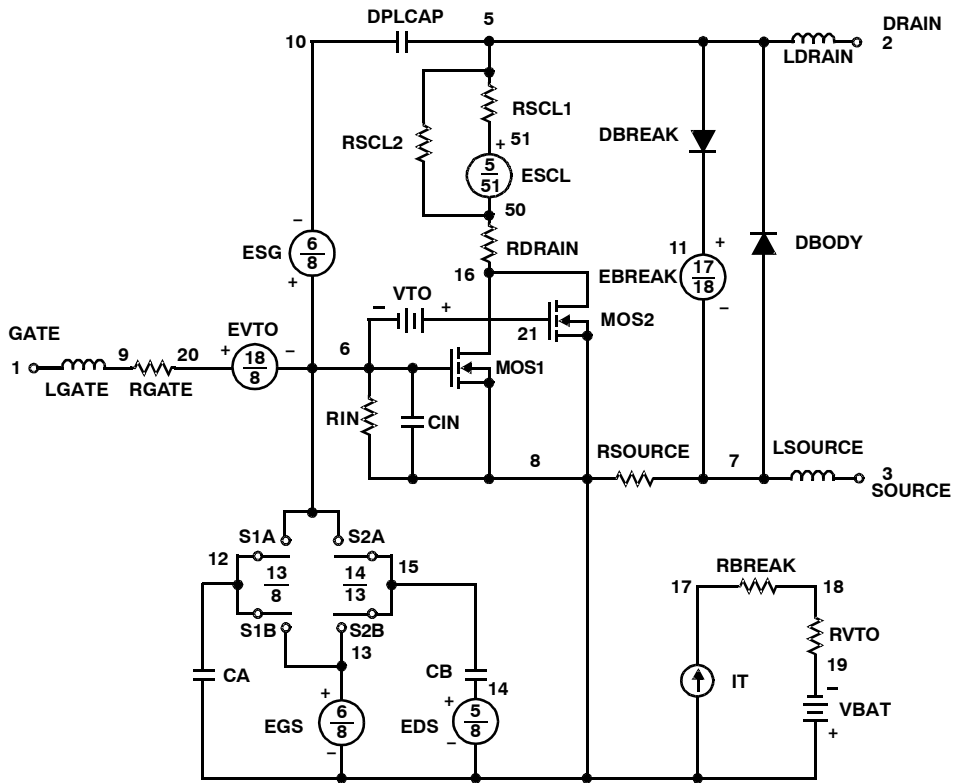 DPLCAP 5 DRAIN
10 2
LDRAIN
RSCL1
RSCL2 + 51 DBREAK
5
51 ESCL
50
− 11 + DBODY
ESG 6
8 RDRAIN
+ 16 EBREAK 17
18
− VTO + −
21 MOS2
GATE EVTO
1 9 20 + 18
8 − 6 MOS1
LGATE RGATE
RIN CIN
8 RSOURCE 7 LSOURCE
3
SOURCE
S1A S2A
12 13
8 14
13 15
S1B S2B
13
RBREAK
17 18
RVTO
19
CA CB 14 IT − VBAT +
+ +
EGS 6
8 EDS 5
8
− −